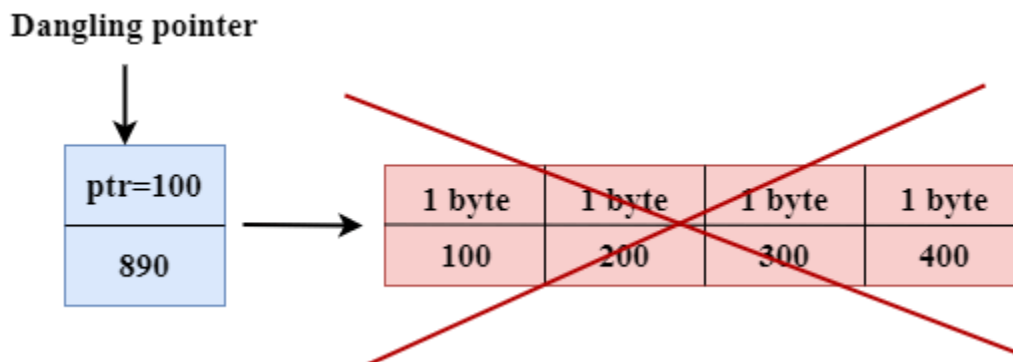 Dangling pointer
ptr=100
890
1 byte 1 byte 1 byte 1 byte
100 200 300 400